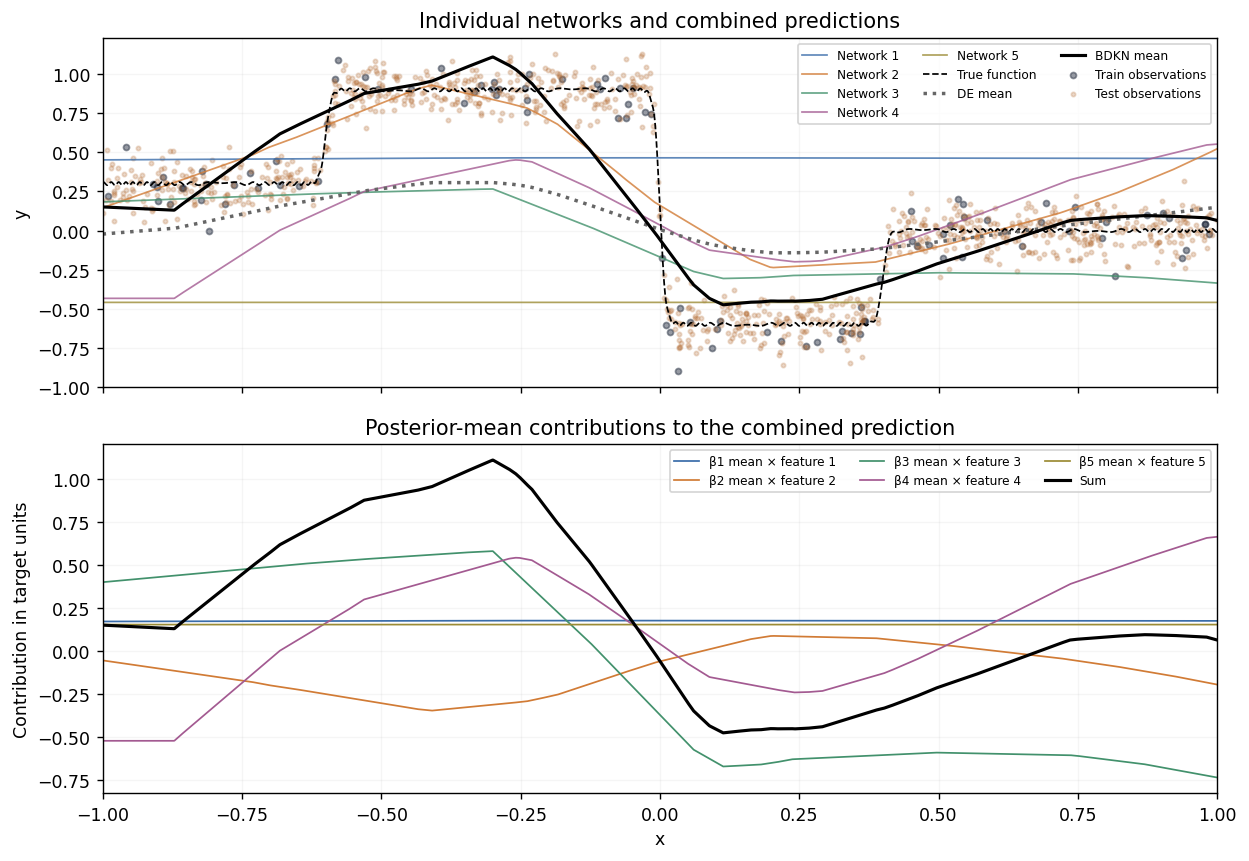 Individual networks and combined predictions
Network 1
Network 2
Network 3
Network 4
Network 5
True function
DE mean
BDKN mean
Train observations
Test observations
1.00
0.75
0.50
0.25
0.00
−0.25
−0.50
−0.75
−1.00
y
Posterior-mean contributions to the combined prediction
β1 mean × feature 1
β2 mean × feature 2
β3 mean × feature 3
β4 mean × feature 4
β5 mean × feature 5
Sum
1.00
0.75
0.50
0.25
0.00
−0.25
−0.50
−0.75
Contribution in target units
−1.00 −0.75 −0.50 −0.25 0.00 0.25 0.50 0.75 1.00
x